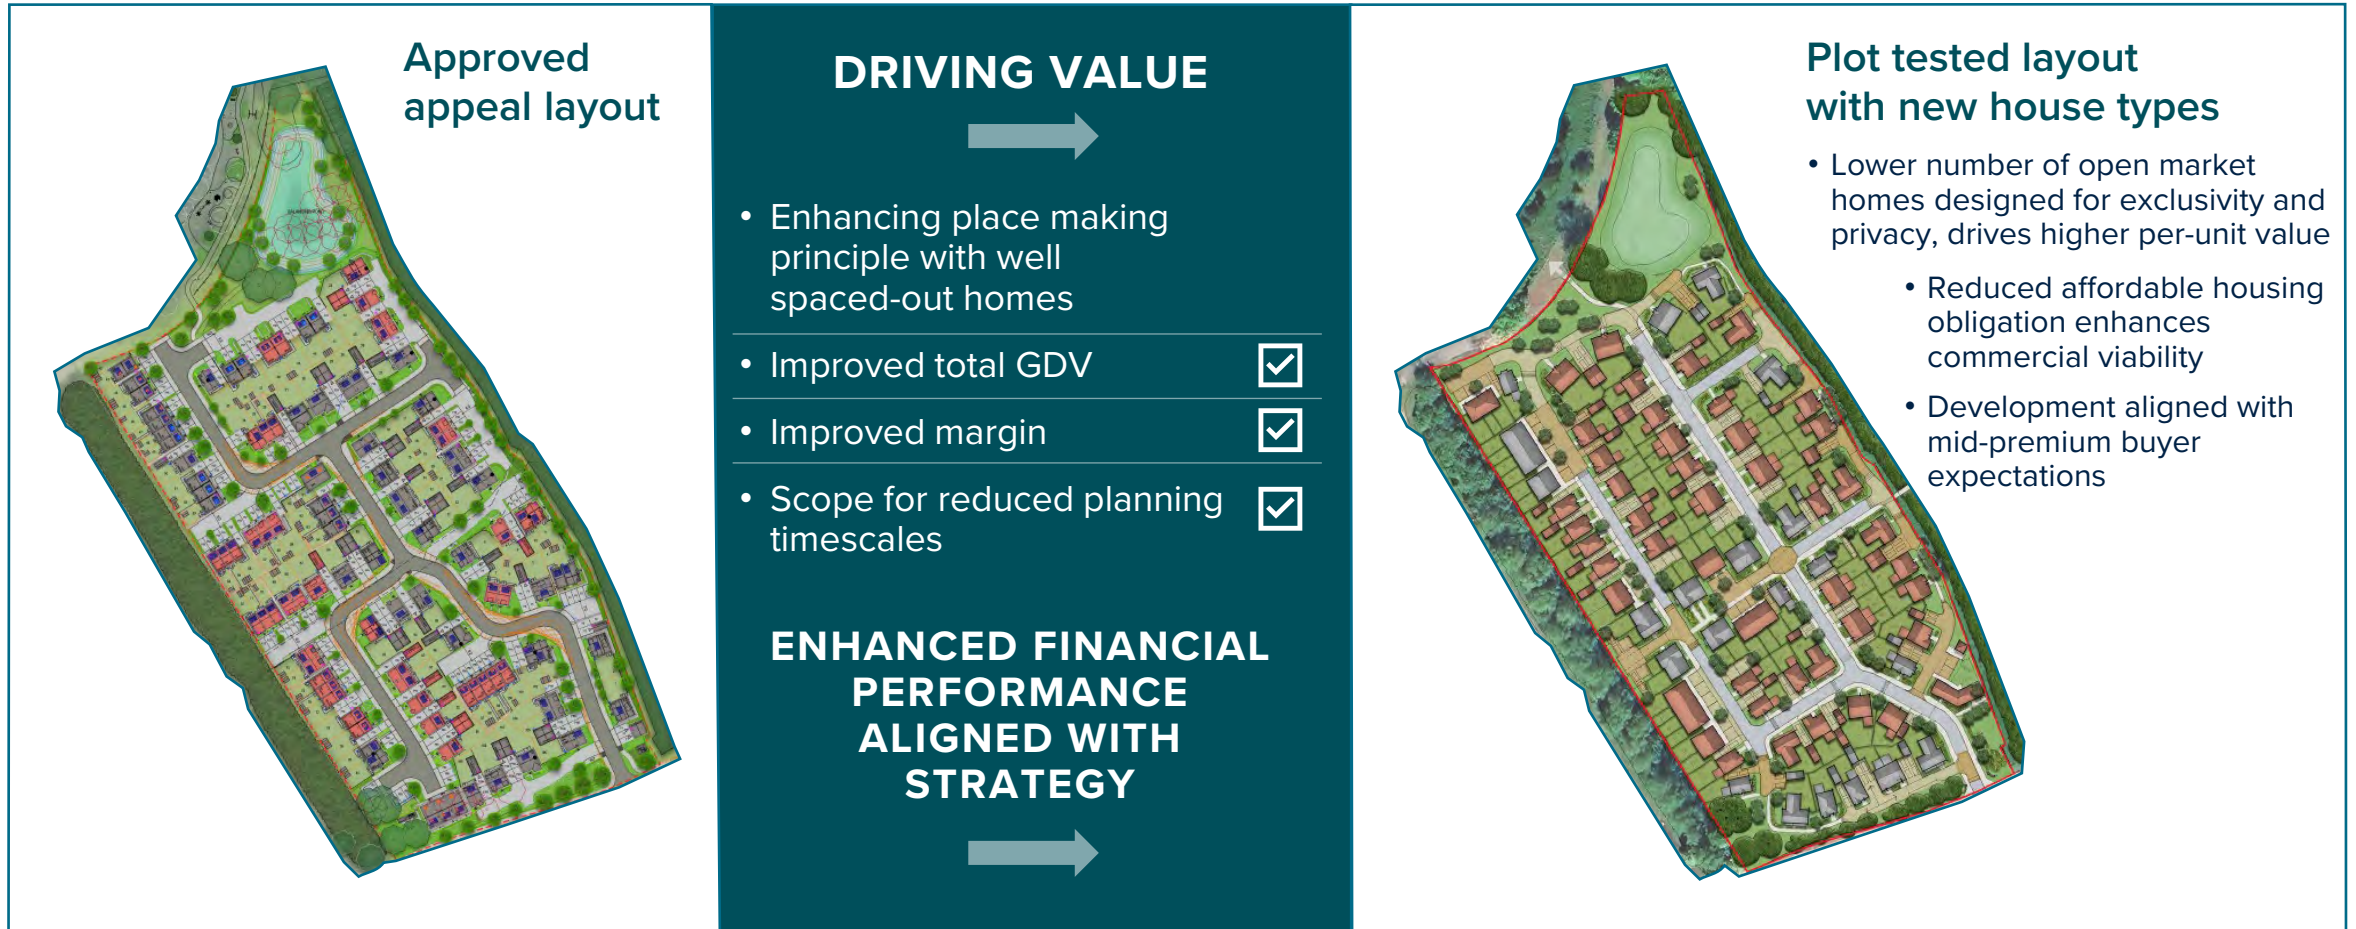 Approved
appeal layout
DRIVING VALUE
• Enhancing place making
principle with well
spaced-out homes
• Improved total GDV
• Improved margin
• Scope for reduced planning
timescales
ENHANCED FINANCIAL
PERFORMANCE
ALIGNED WITH
STRATEGY
Plot tested layout
with new house types
• Lower number of open market
homes designed for exclusivity and
privacy, drives higher per-unit value
• Reduced affordable housing
obligation enhances
commercial viability
• Development aligned with
mid-premium buyer
expectations